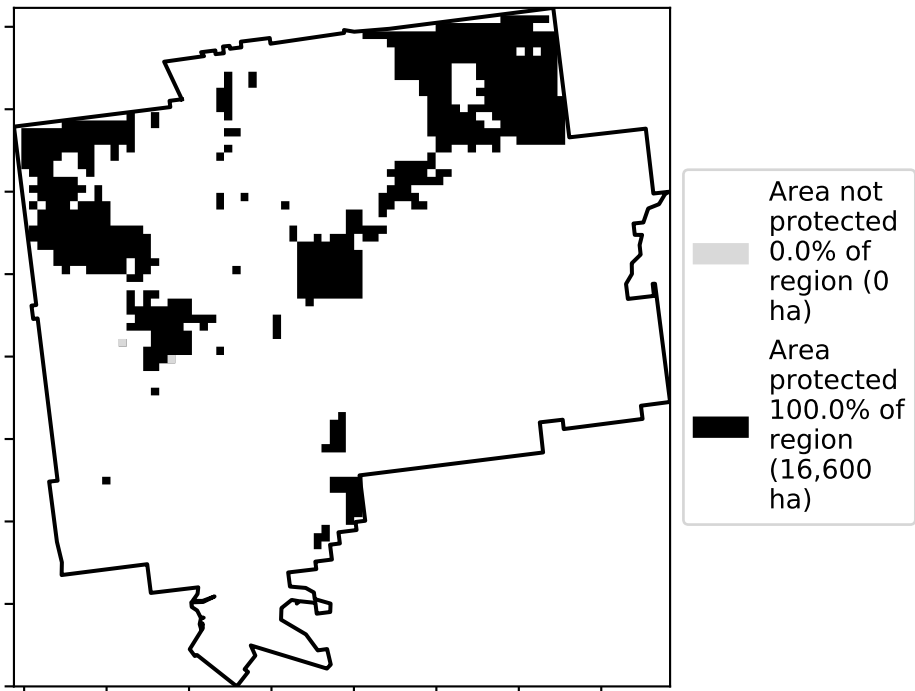 Area not
protected
0.0% of
region (0
ha)
Area
protected
100.0% of
region
(16,600
ha)